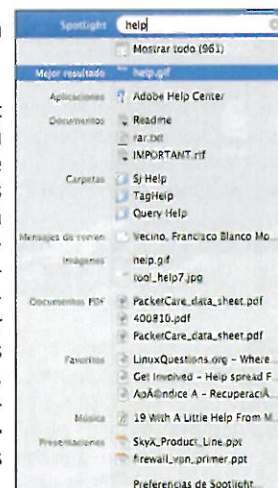 Spotlight help
Mostrar todo (961)
Mejor resultado help.gif
Aplicaciones Adobe Help Center
Documentos Readme
rar.txt
IMPORTANT.rtf
Carpetas Sj Help
TagHelp
Query Help
Mensajes de correo Vecino, Francisco Blanco Mo...
Imágenes help.gif
tool_help7.jpg
Documentos PDF PacketCare_data_sheet.pdf
400810.pdf
PacketCare_data_sheet.pdf
Favoritos LinuxQuestions.org - Where...
Get Involved - Help spread F...
ApÃ©ndice A - RecuperaciÃ...
Música 19 With A Little Help From M...
Presentaciones SkyX_Product_Line.ppt
firewall_vpn_primer.ppt
Preferencias de Spotlight...